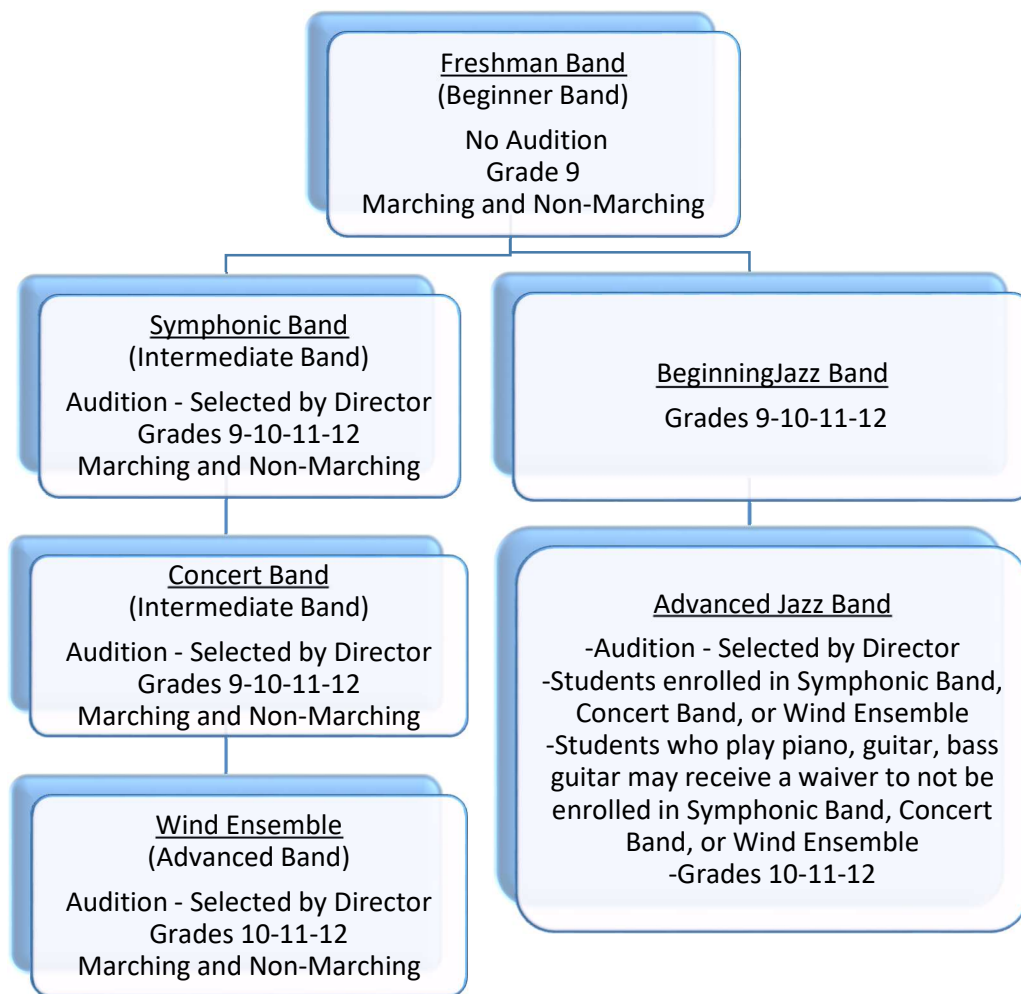 Freshman Band
(Beginner Band)
No Audition
Grade 9
Marching and Non-Marching
Symphonic Band
(Intermediate Band)
Audition - Selected by Director
Grades 9-10-11-12
Marching and Non-Marching
BeginningJazz Band
Grades 9-10-11-12
Concert Band
(Intermediate Band)
Audition - Selected by Director
Grades 9-10-11-12
Marching and Non-Marching
Advanced Jazz Band
-Audition - Selected by Director
-Students enrolled in Symphonic Band,
Concert Band, or Wind Ensemble
-Students who play piano, guitar, bass
guitar may receive a waiver to not be
enrolled in Symphonic Band, Concert
Band, or Wind Ensemble
-Grades 10-11-12
Wind Ensemble
(Advanced Band)
Audition - Selected by Director
Grades 10-11-12
Marching and Non-Marching